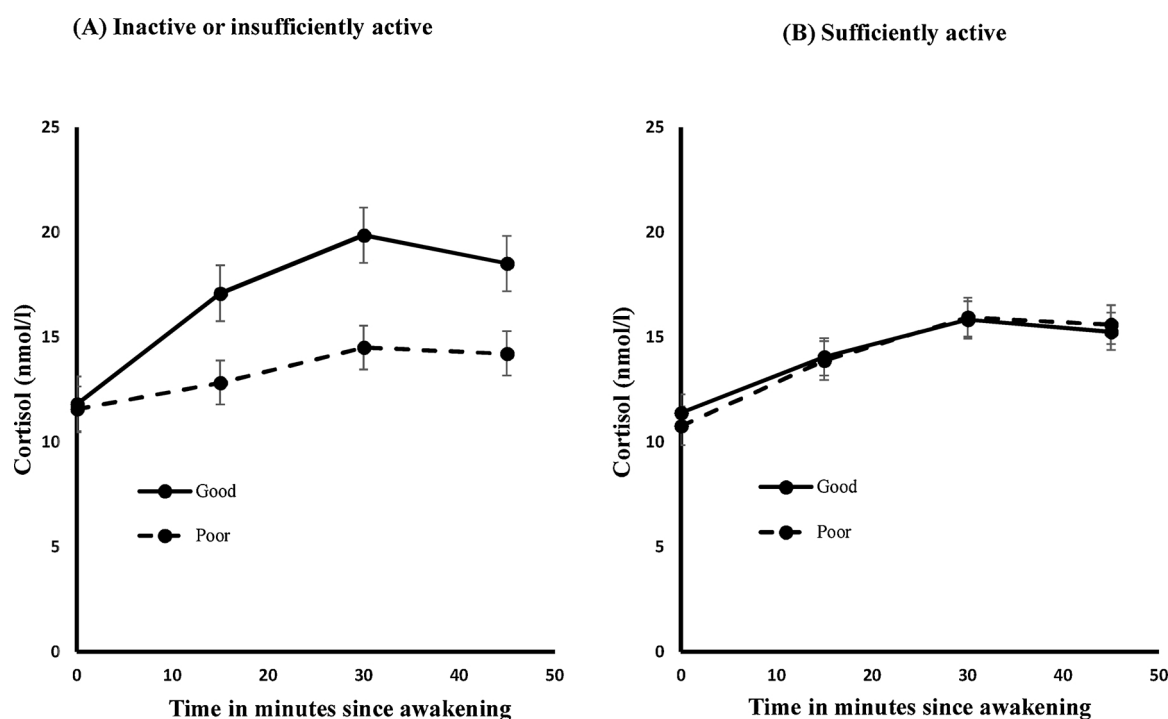 (A) Inactive or insufficiently active
25
20
15
10
5
0
Cortisol (nmol/l)
Good
Poor
0 10 20 30 40 50
Time in minutes since awakening
(B) Sufficiently active
25
20
15
10
5
0
Cortisol (nmol/l)
Good
Poor
0 10 20 30 40 50
Time in minutes since awakening